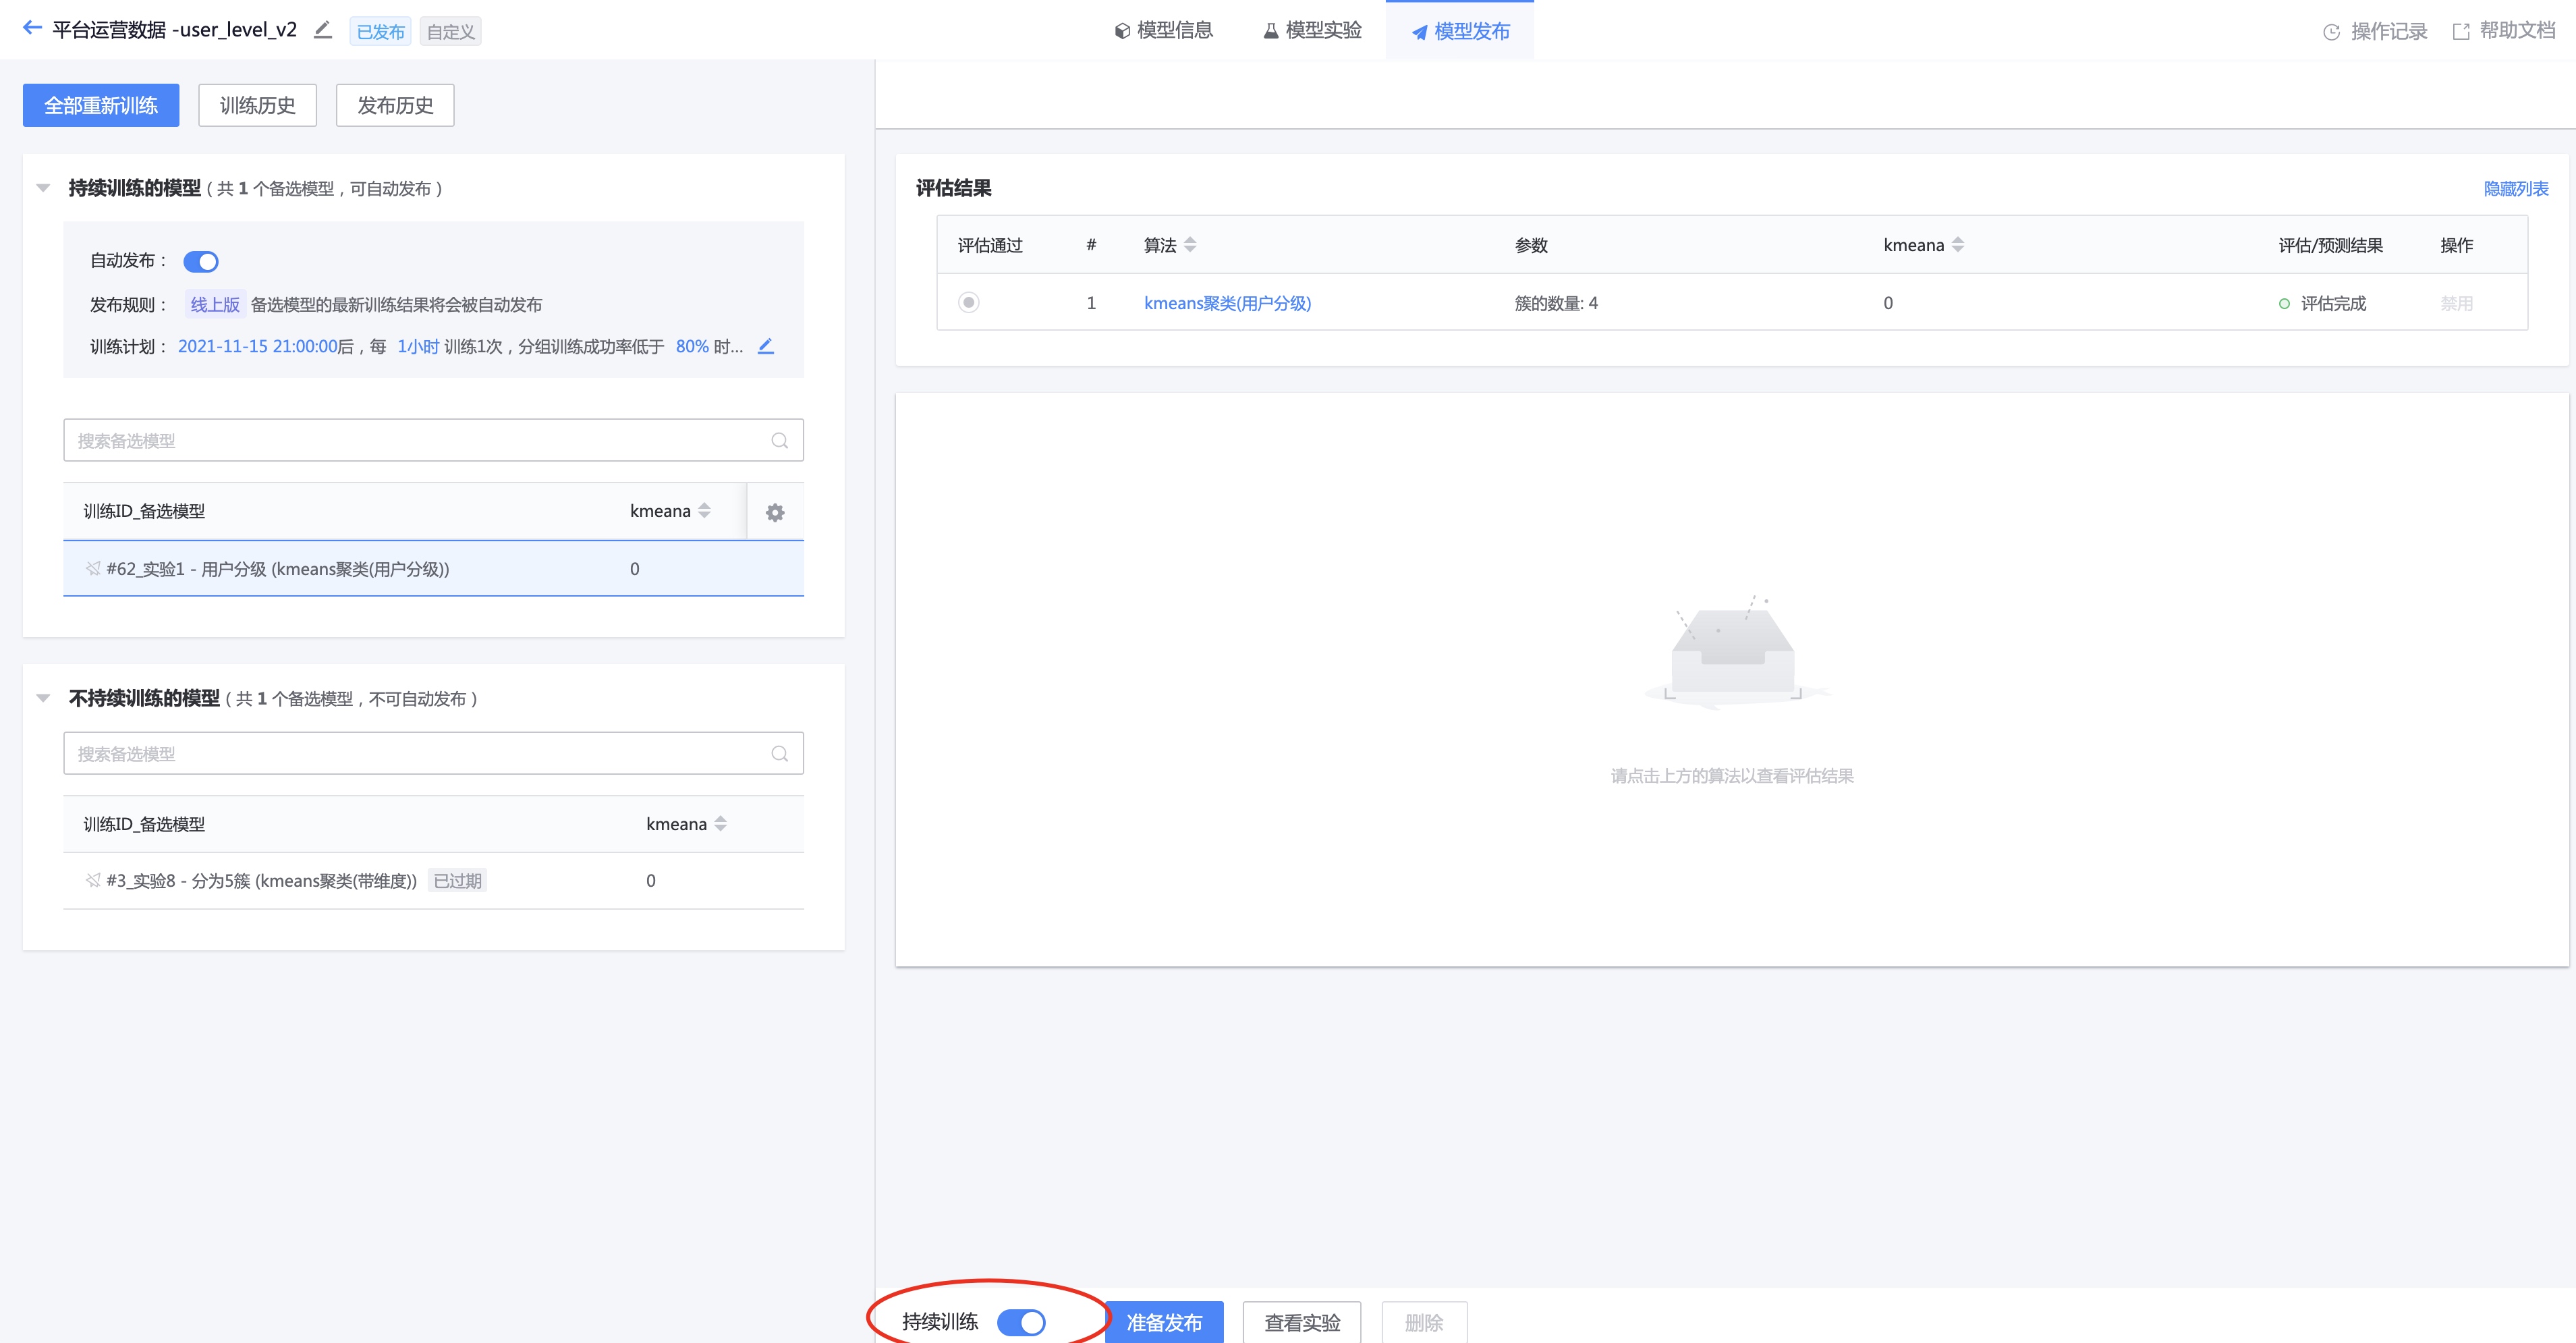 平台运营数据 -user_level_v2 已发布 自定义
模型信息 模型实验 模型发布
操作记录 帮助文档
全部重新训练 训练历史 发布历史
持续训练的模型 ( 共 1 个备选模型，可自动发布 )
自动发布：
发布规则： 线上版 备选模型的最新训练结果将会被自动发布
训练计划： 2021-11-15 21:00:00后，每 1小时 训练1次，分组训练成功率低于 80% 时...
搜索备选模型
训练ID_备选模型 kmeana
#62_实验1 - 用户分级 (kmeans聚类(用户分级)) 0
不持续训练的模型 ( 共 1 个备选模型，不可自动发布 )
搜索备选模型
训练ID_备选模型 kmeana
#3_实验8 - 分为5簇 (kmeans聚类(带维度)) 已过期 0
评估结果 隐藏列表
评估通过 # 算法 参数 kmeana 评估/预测结果 操作
1 kmeans聚类(用户分级) 簇的数量: 4 0 评估完成 禁用
请点击上方的算法以查看评估结果
持续训练 准备发布 查看实验 删除